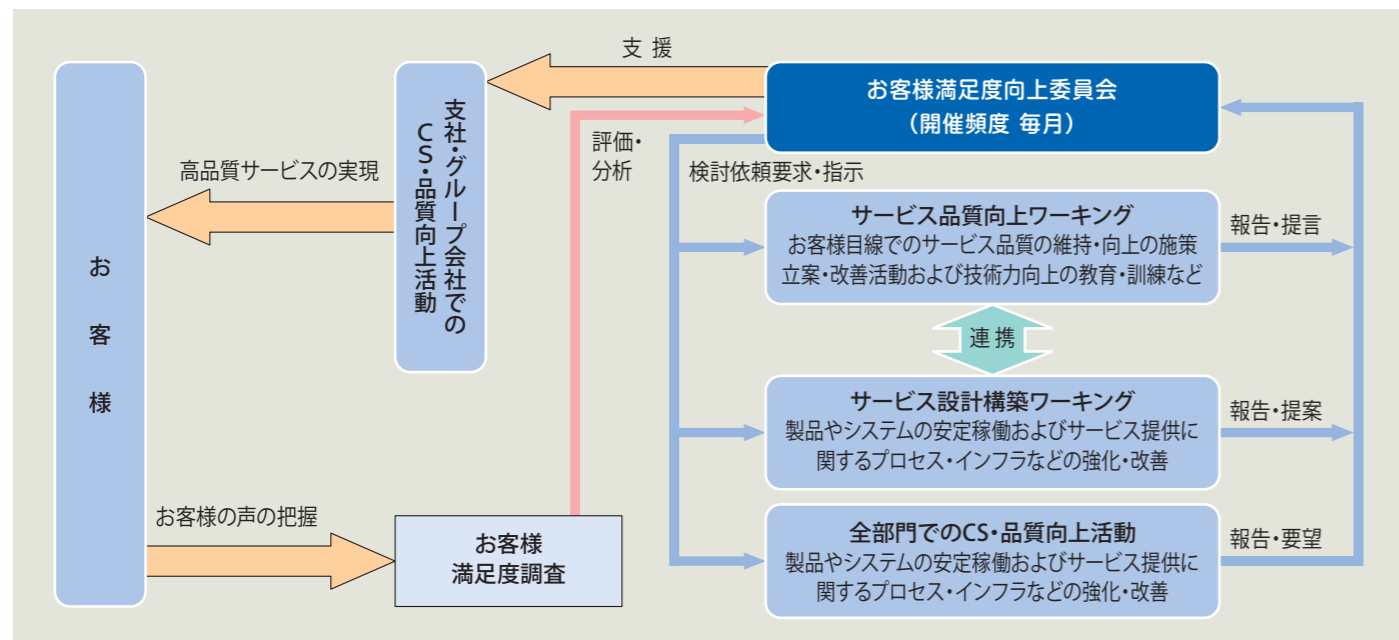 お客様
高品質サービスの実現
お客様の声の把握
支社・グループ会社での
CS・品質向上活動
お客様
満足度調査
支 援
評価・
分析
お客様満足度向上委員会
（開催頻度 毎月）
検討依頼要求・指示
サービス品質向上ワーキング
お客様目線でのサービス品質の維持・向上の施策
立案・改善活動および技術力向上の教育・訓練など
報告・提言
連 携
サービス設計構築ワーキング
製品やシステムの安定稼働およびサービス提供に
関するプロセス・インフラなどの強化・改善
報告・提案
全部門でのCS・品質向上活動
製品やシステムの安定稼働およびサービス提供に
関するプロセス・インフラなどの強化・改善
報告・要望